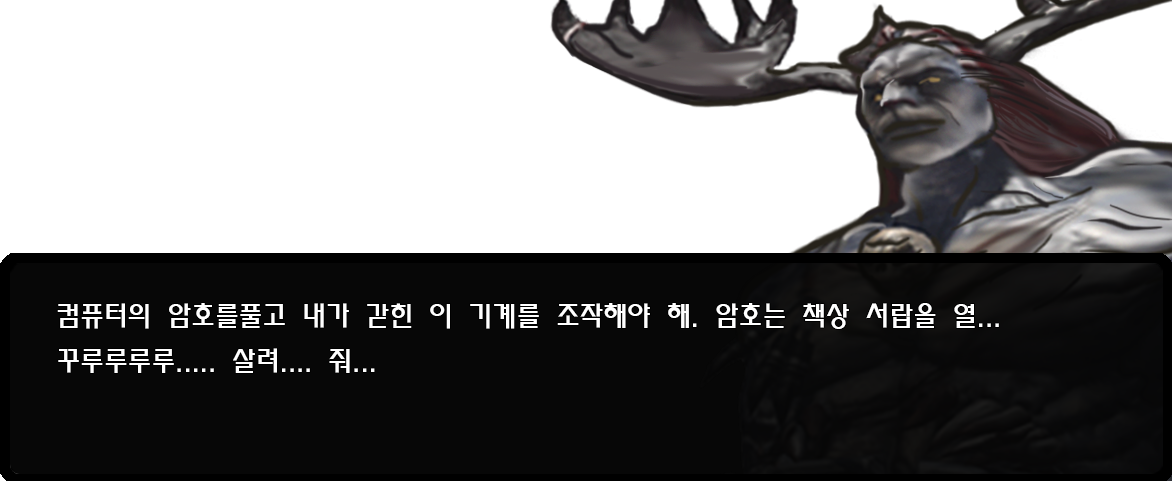 컴퓨터의 암호를풀고 내가 갇힌 이 기계를 조작해야 해. 암호는 책상 서랍을 열...
꾸루루루루..... 살려.... 줘...